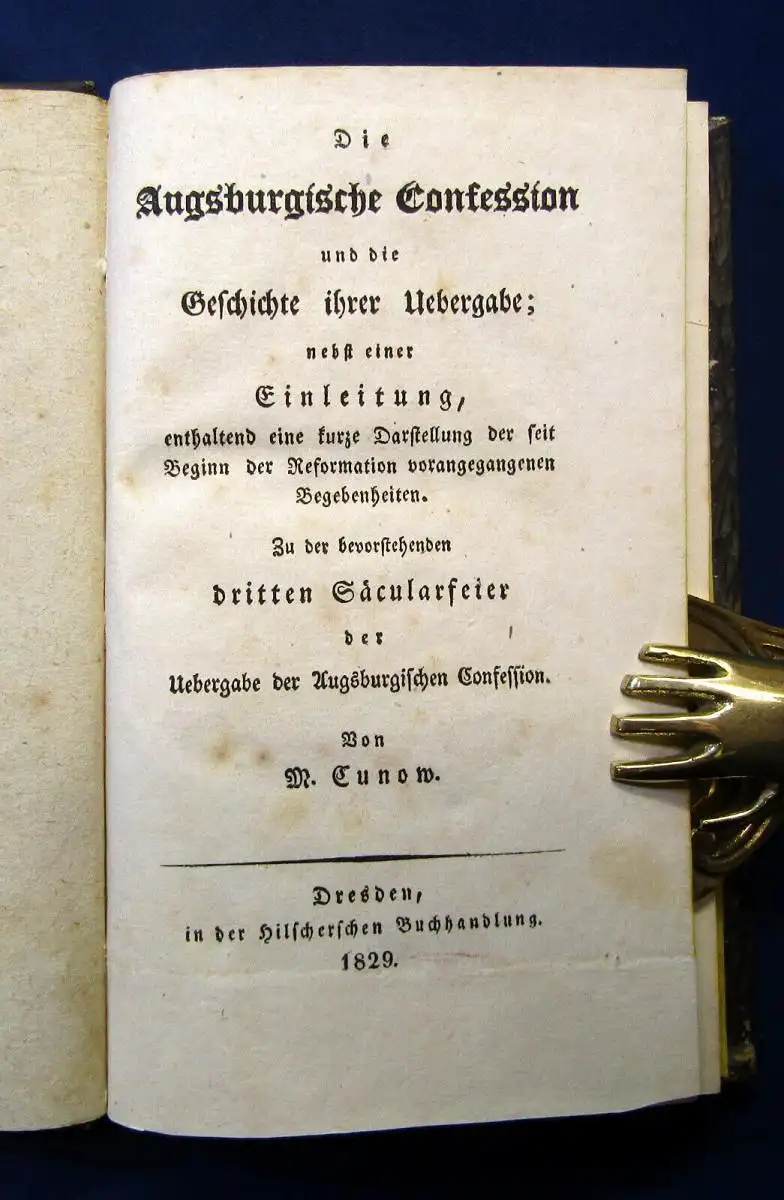 Die
Augsburgische Confession
und die
Geschichte ihrer Uebergabe;
nebst einer
Einleitung,
enthaltend eine kurze Darstellung der seit
Beginn der Reformation vorangegangenen
Begebenheiten.
Zu der bevorstehenden
dritten Säcularfeier
der
Uebergabe der Augsburgischen Confession.
Von
M. Cunow.
Dresden,
in der Hilscherschen Buchhandlung.
1829.